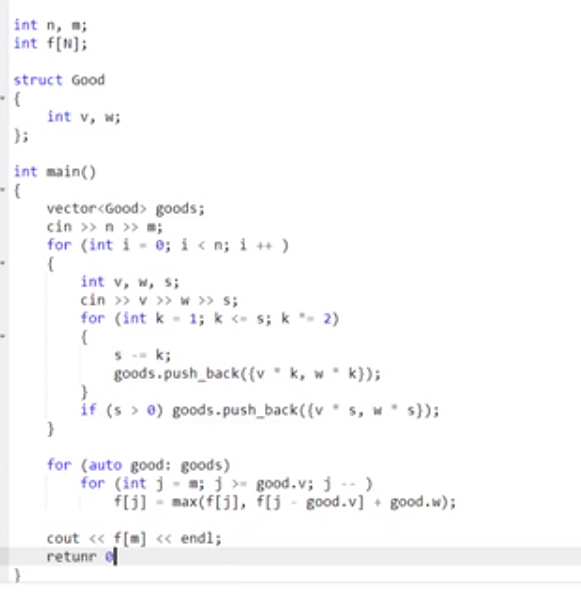 int n, m;
int f[N];
struct Good
{
    int v, w;
};
int main()
{
    vector<Good> goods;
    cin >> n >> m;
    for (int i = 0; i < n; i ++ )
    {
        int v, w, s;
        cin >> v >> w >> s;
        for (int k = 1; k <= s; k *= 2)
        {
            s -= k;
            goods.push_back({v * k, w * k});
        }
        if (s > 0) goods.push_back({v * s, w * s});
    }
    for (auto good: goods)
        for (int j = m; j >= good.v; j -- )
            f[j] = max(f[j], f[j - good.v] + good.w);
    cout << f[m] << endl;
    retunr 0
}